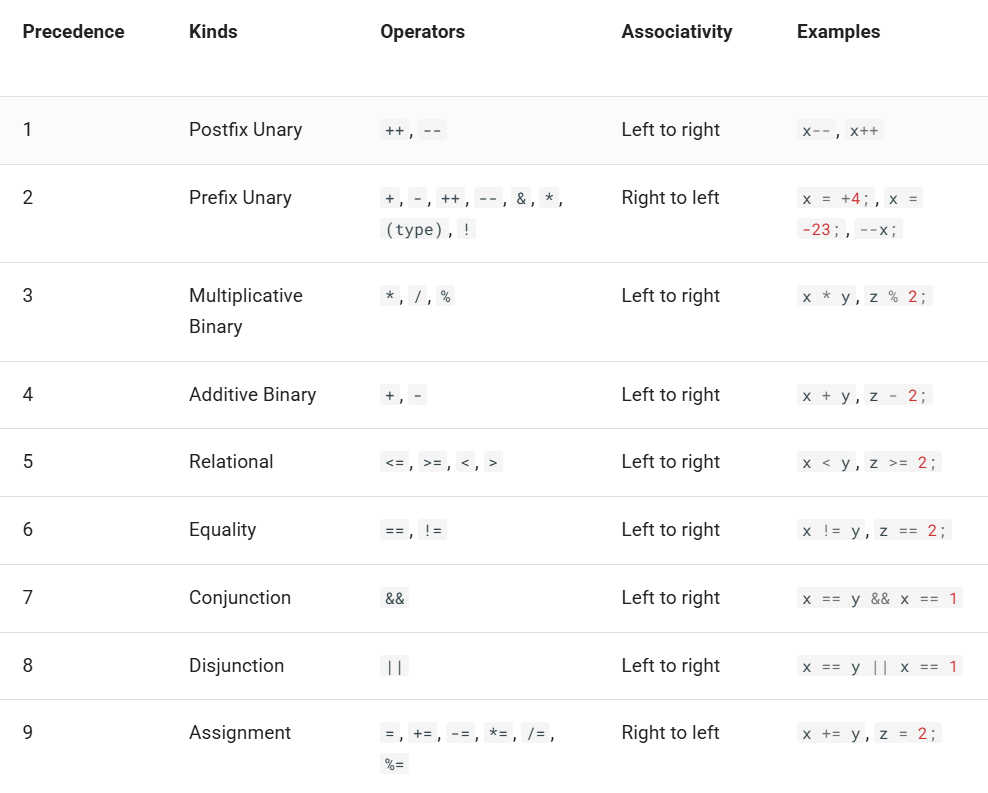 Precedence Kinds Operators Associativity Examples
1 Postfix Unary ++, -- Left to right x--, x++
2 Prefix Unary +, -, ++, --, &, *, Right to left x = +4;, x =
(type), ! -23;, --x;
3 Multiplicative *, /, % Left to right x * y, z % 2;
Binary
4 Additive Binary +, - Left to right x + y, z - 2;
5 Relational <=, >=, <, > Left to right x < y, z >= 2;
6 Equality ==, != Left to right x != y, z == 2;
7 Conjunction && Left to right x == y && x == 1
8 Disjunction || Left to right x == y || x == 1
9 Assignment =, +=, -=, *=, /=, Right to left x += y, z = 2;
%=